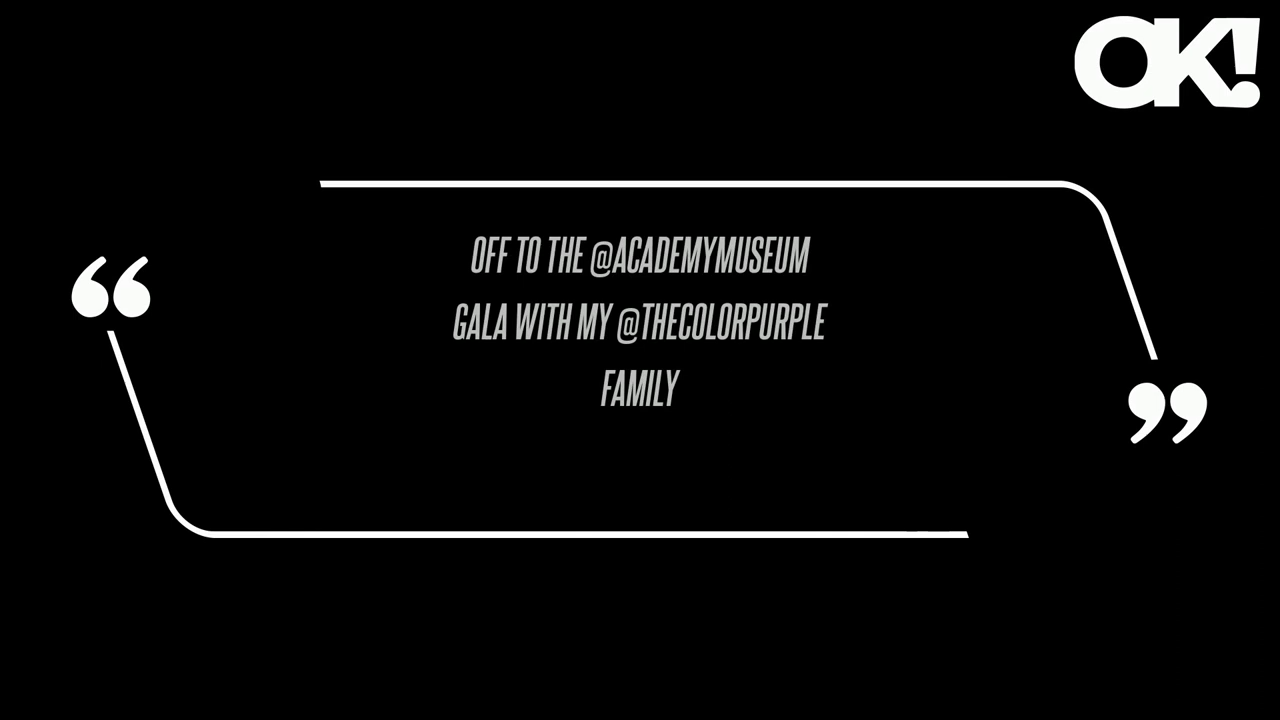 OK!
OFF TO THE @ACADEMYMUSEUM
GALA WITH MY @THECOLORPURPLE
FAMILY